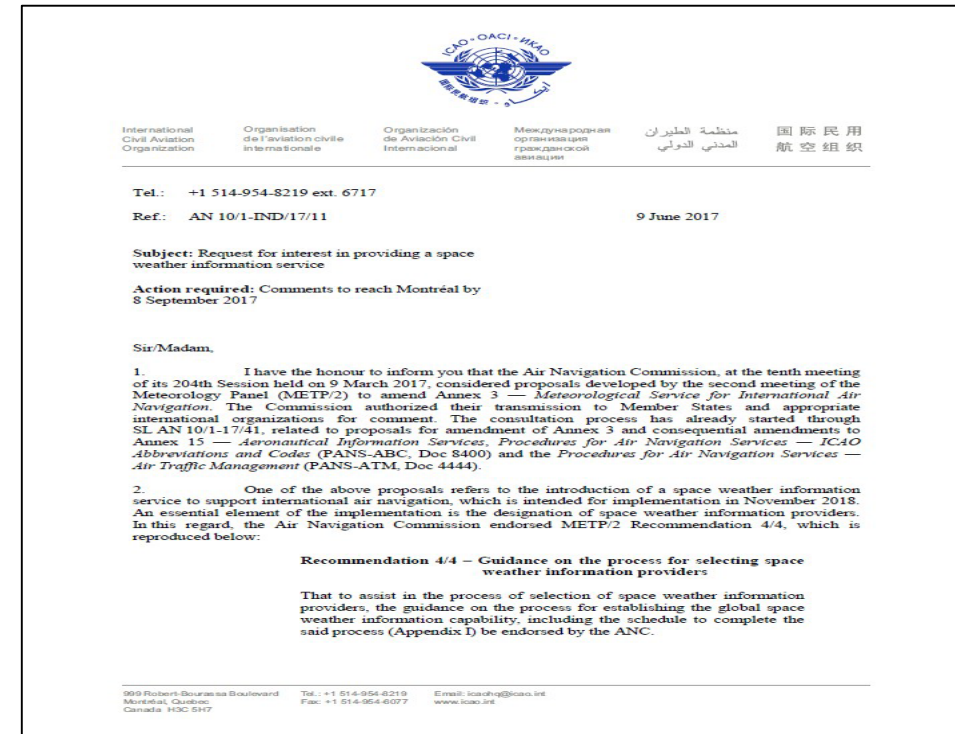 ICAO · OACI · ИКАО
国际民航组织 · إيكاو
International
Civil Aviation
Organization
Organisation
de l'aviation civile
internationale
Organización
de Aviación Civil
Internacional
Международная
организация
гражданской
авиации
منظمة الطيران
المدني الدولي
国 际 民 用
航 空 组 织
Tel.: +1 514-954-8219 ext. 6717
Ref.: AN 10/1-IND/17/11 9 June 2017
Subject: Request for interest in providing a space
weather information service
Action required: Comments to reach Montréal by
8 September 2017
Sir/Madam,
1. I have the honour to inform you that the Air Navigation Commission, at the tenth meeting
of its 204th Session held on 9 March 2017, considered proposals developed by the second meeting of the
Meteorology Panel (METP/2) to amend Annex 3 — Meteorological Service for International Air
Navigation. The Commission authorized their transmission to Member States and appropriate
international organizations for comment. The consultation process has already started through
SL AN 10/1-17/41, related to proposals for amendment of Annex 3 and consequential amendments to
Annex 15 — Aeronautical Information Services, Procedures for Air Navigation Services — ICAO
Abbreviations and Codes (PANS-ABC, Doc 8400) and the Procedures for Air Navigation Services —
Air Traffic Management (PANS-ATM, Doc 4444).
2. One of the above proposals refers to the introduction of a space weather information
service to support international air navigation, which is intended for implementation in November 2018.
An essential element of the implementation is the designation of space weather information providers.
In this regard, the Air Navigation Commission endorsed METP/2 Recommendation 4/4, which is
reproduced below:
Recommendation 4/4 – Guidance on the process for selecting space
weather information providers
That to assist in the process of selection of space weather information
providers, the guidance on the process for establishing the global space
weather information capability, including the schedule to complete the
said process (Appendix I) be endorsed by the ANC.
999 Robert-Bourassa Boulevard
Montréal, Quebec
Canada H3C 5H7
Tel.: +1 514-954-8219
Fax: +1 514-954-6077
Email: icaohq@icao.int
www.icao.int